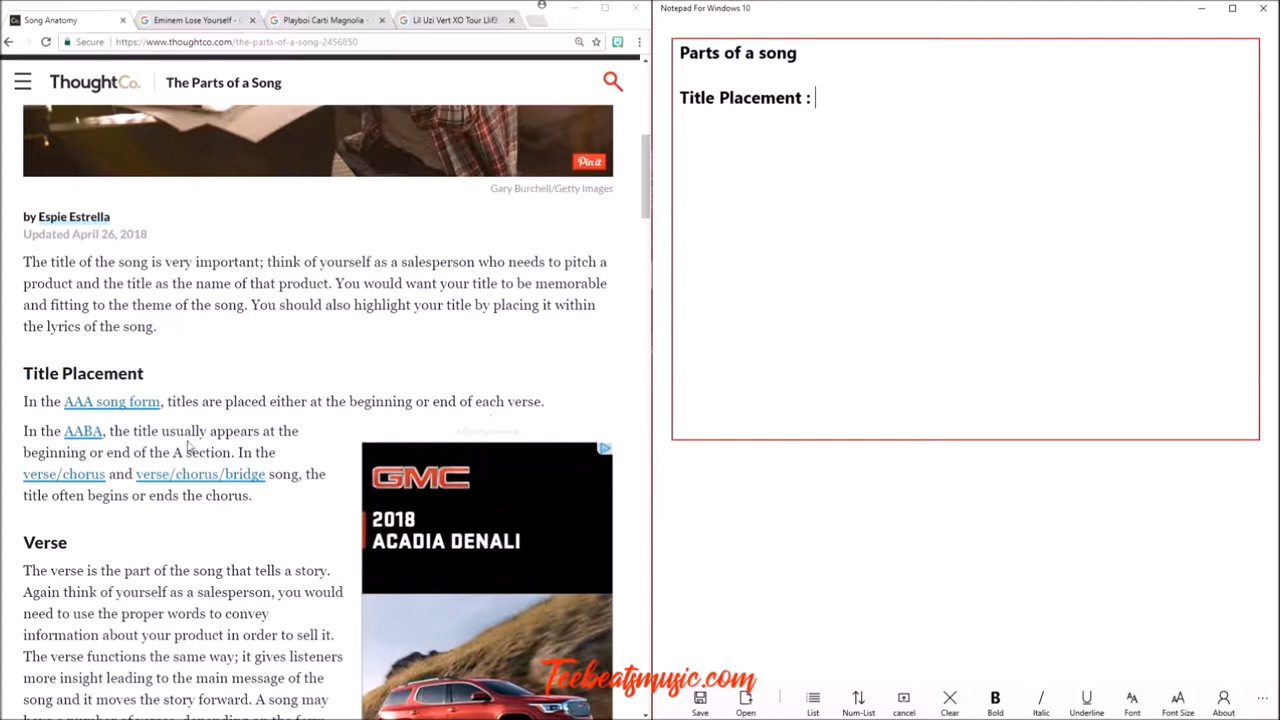 Song Anatomy
Eminem Lose Yourself -
Playboi Carti Magnolia -
Lil Uzi Vert XO Tour Llif3
Notepad For Windows 10
Secure
https://www.thoughtco.com/the-parts-of-a-song-2456850
ThoughtCo.
The Parts of a Song
Pin it
Gary Burchell/Getty Images
by Espie Estrella
Updated April 26, 2018
The title of the song is very important; think of yourself as a salesperson who needs to pitch a
product and the title as the name of that product. You would want your title to be memorable
and fitting to the theme of the song. You should also highlight your title by placing it within
the lyrics of the song.
Title Placement
In the AAA song form, titles are placed either at the beginning or end of each verse.
In the AABA, the title usually appears at the
beginning or end of the A section. In the
verse/chorus and verse/chorus/bridge song, the
title often begins or ends the chorus.
Advertisement
GMC
2018
ACADIA DENALI
Verse
The verse is the part of the song that tells a story.
Again think of yourself as a salesperson, you would
need to use the proper words to convey
information about your product in order to sell it.
The verse functions the same way; it gives listeners
more insight leading to the main message of the
song and it moves the story forward. A song may
Parts of a song
Title Placement :
Teebeatsmusic.com
Save
Open
List
Num-List
cancel
Clear
B
Bold
I
Italic
U
Underline
Font
Font Size
About